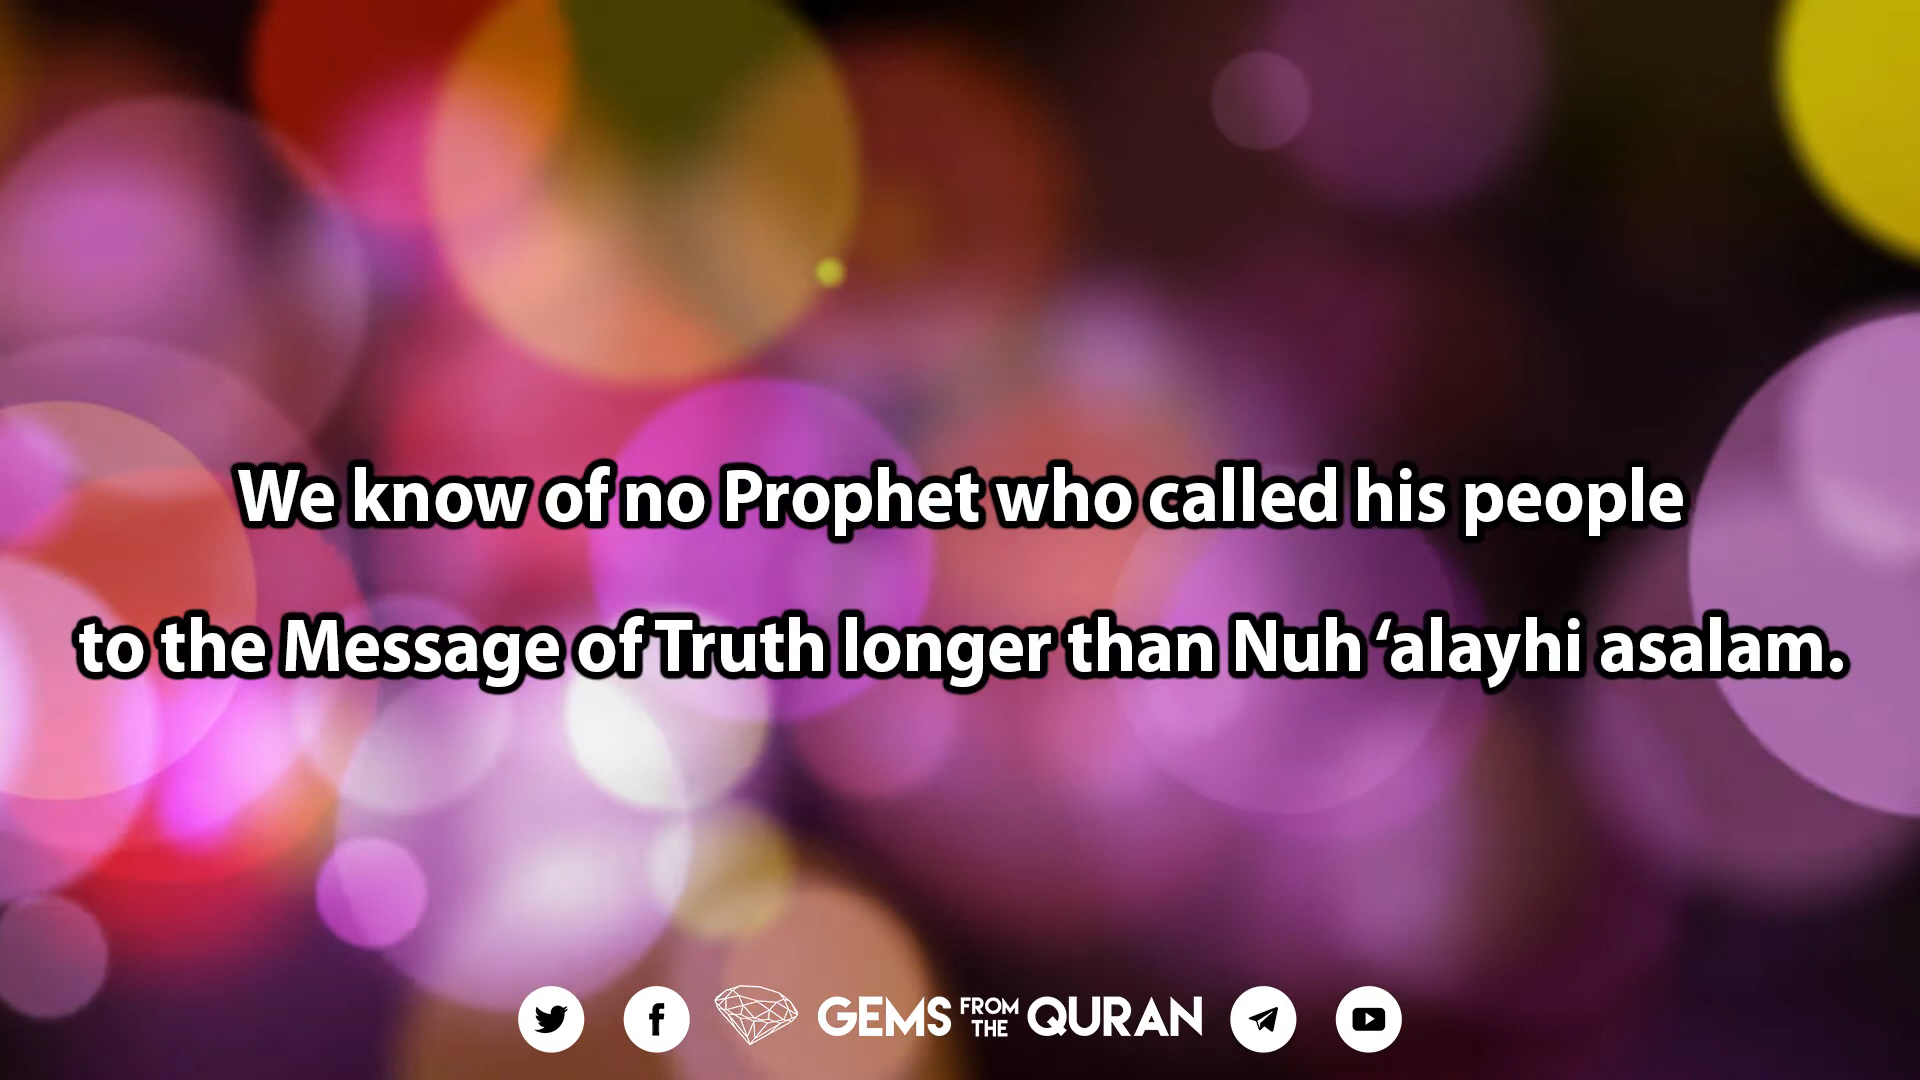 We know of no Prophet who called his people
to the Message of Truth longer than Nuh ‘alayhi asalam.
GEMS FROM THE QURAN